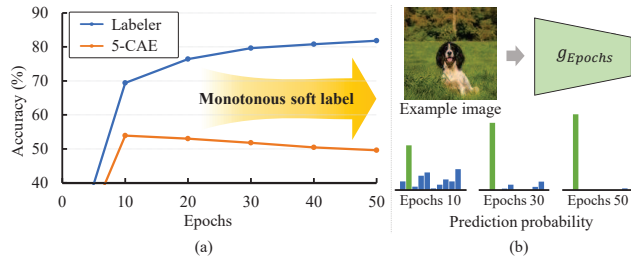 (a)
Labeler
5-CAE
90
80
70
60
50
40
Accuracy (%)
Monotonous soft label
0
10
20
30
40
50
Epochs
(a)
(b)
g_Epochs
Example image
Epochs 10
Epochs 30
Epochs 50
Prediction probability
(b)